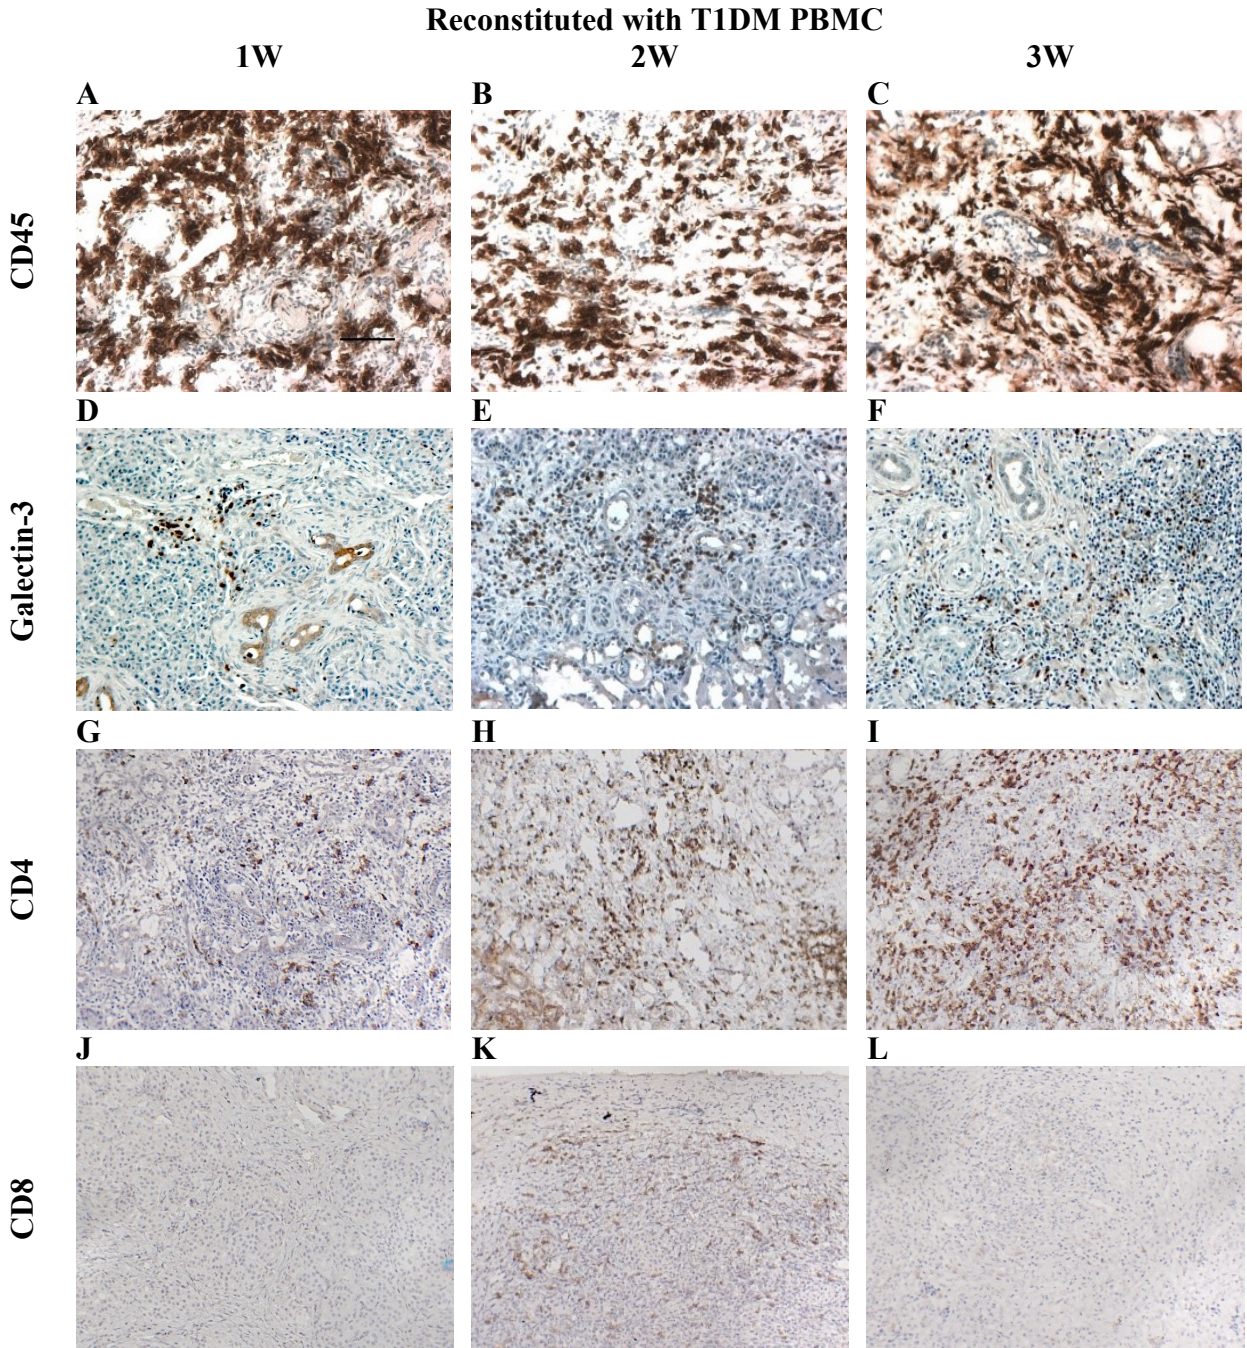 Reconstituted with T1DM PBMC
1W 2W 3W
A B C
CD45
D E F
Galectin-3
G H I
CD4
J K L
CD8